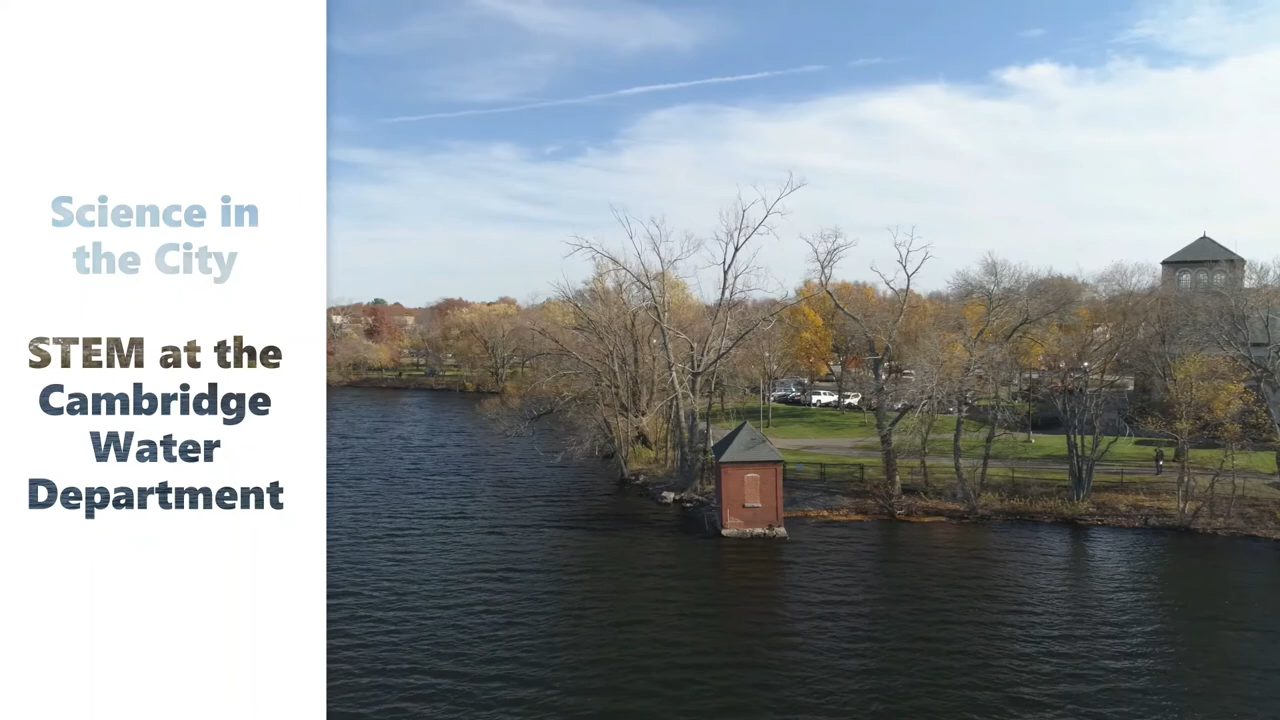 Science in
the City
STEM at the
Cambridge
Water
Department